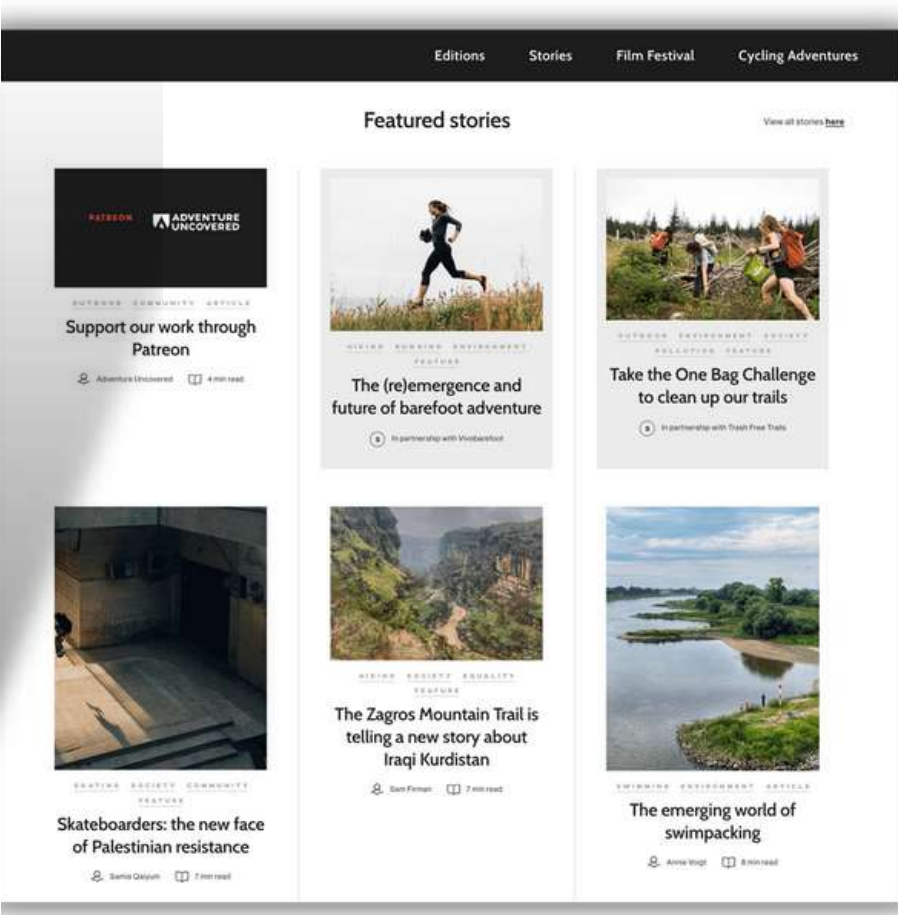 Editions Stories Film Festival Cycling Adventures
Featured stories
View all stories here
PATREON ADVENTURE
UNCOVERED
OUTDOOR COMMUNITY ARTICLE
Support our work through
Patreon
Adventure Uncovered 4 min read
HIKING RUNNING ENVIRONMENT
FEATURE
The (re)emergence and
future of barefoot adventure
S In partnership with Vivobarefoot
OUTDOOR ENVIRONMENT SOCIETY
POLLUTION FEATURE
Take the One Bag Challenge
to clean up our trails
S In partnership with Trash Free Trails
SKATING SOCIETY COMMUNITY
FEATURE
Skateboarders: the new face
of Palestinian resistance
Samia Qaiyum 7 min read
HIKING SOCIETY EQUALITY
FEATURE
The Zagros Mountain Trail is
telling a new story about
Iraqi Kurdistan
Sam Firman 7 min read
SWIMMING ENVIRONMENT ARTICLE
The emerging world of
swimpacking
Annie Voigt 8 min read